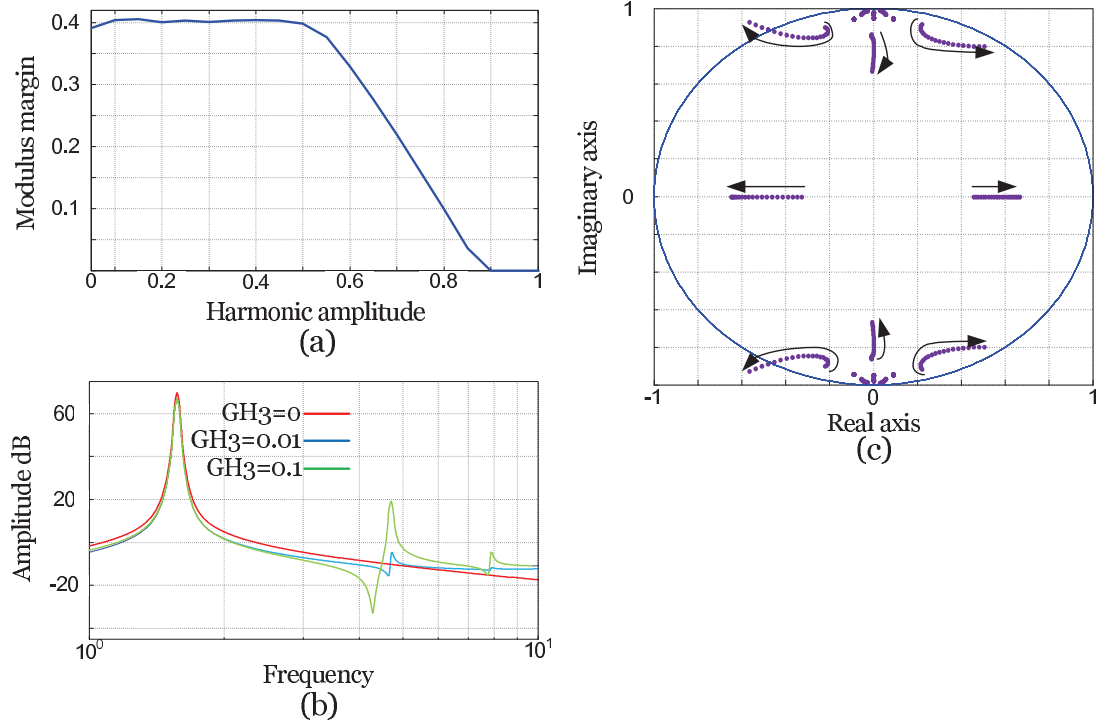 0.4
0.3
0.2
0.1
0 0.2 0.4 0.6 0.8 1
Modulus margin
Harmonic amplitude
(a)
60
20
-20
10^0 10^1
Amplitude dB
GH3=0
GH3=0.01
GH3=0.1
Frequency
(b)
1
0
-1 0 1
Imaginary axis
Real axis
(c)